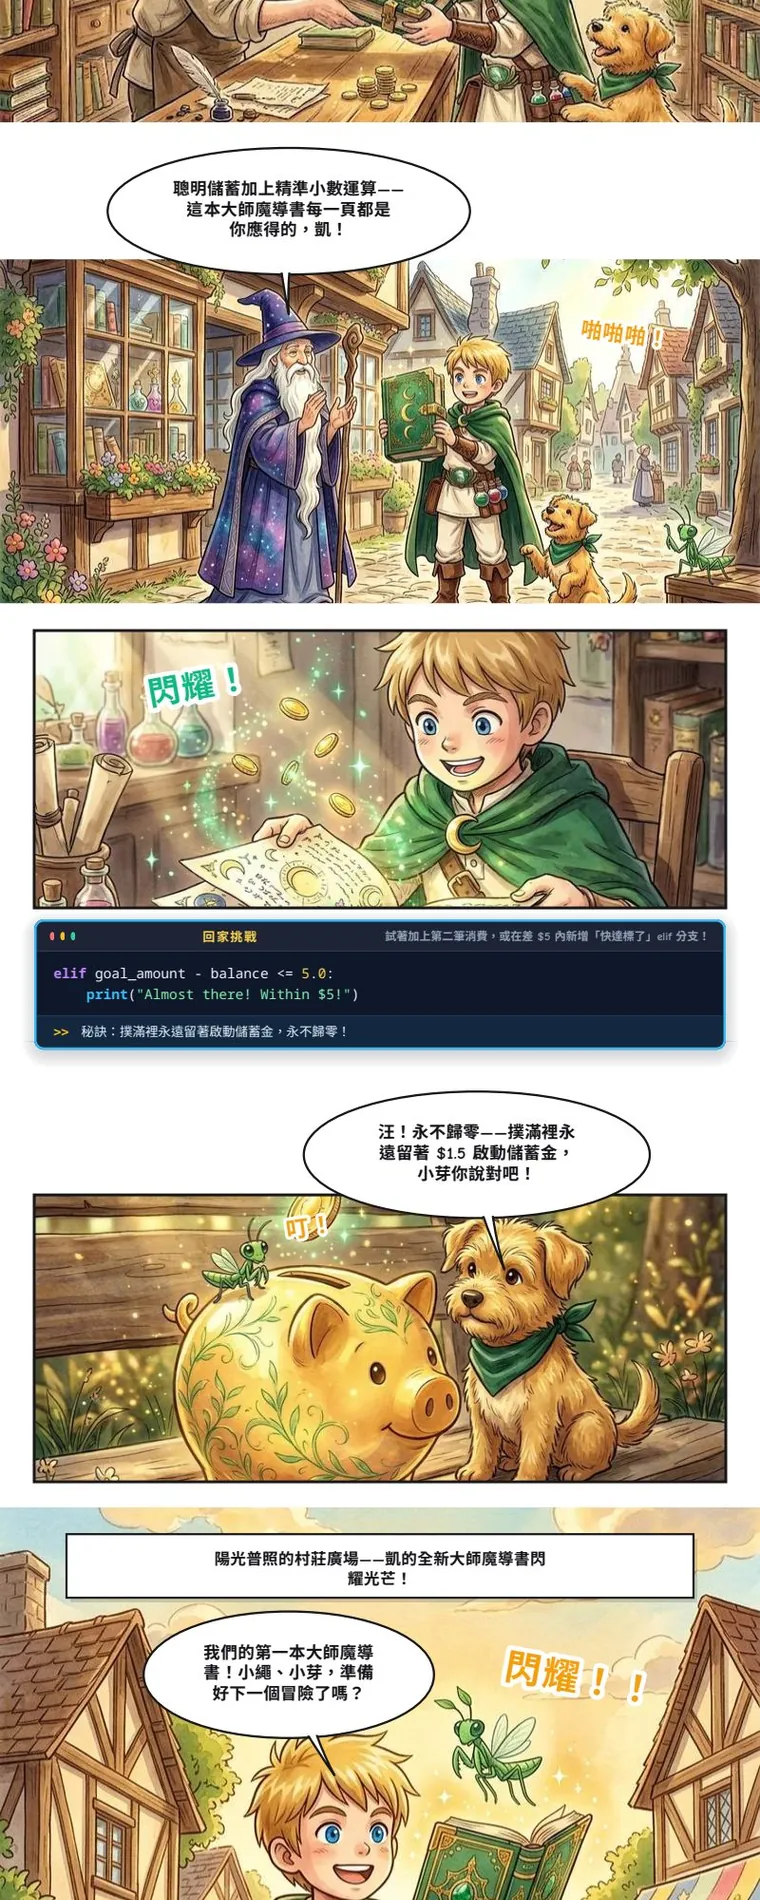 聰明儲蓄加上精準小數運算——
這本大師魔導書每一頁都是
你應得的，凱！
啪啪啪！
閃耀！
回家挑戰
試著加上第二筆消費，或在差 $5 內新增「快達標了」elif 分支！
elif goal_amount - balance <= 5.0:
print("Almost there! Within $5!")
>> 秘訣：撲滿裡永遠留著啟動儲蓄金，永不歸零！
汪！永不歸零——撲滿裡永
遠留著 $1.5 啟動儲蓄金，
小芽你說對吧！
叮！
陽光普照的村莊廣場——凱的全新大師魔導書閃
耀光芒！
我們的第一本大師魔導
書！小繩、小芽，準備
好下一個冒險了嗎？
閃耀！！